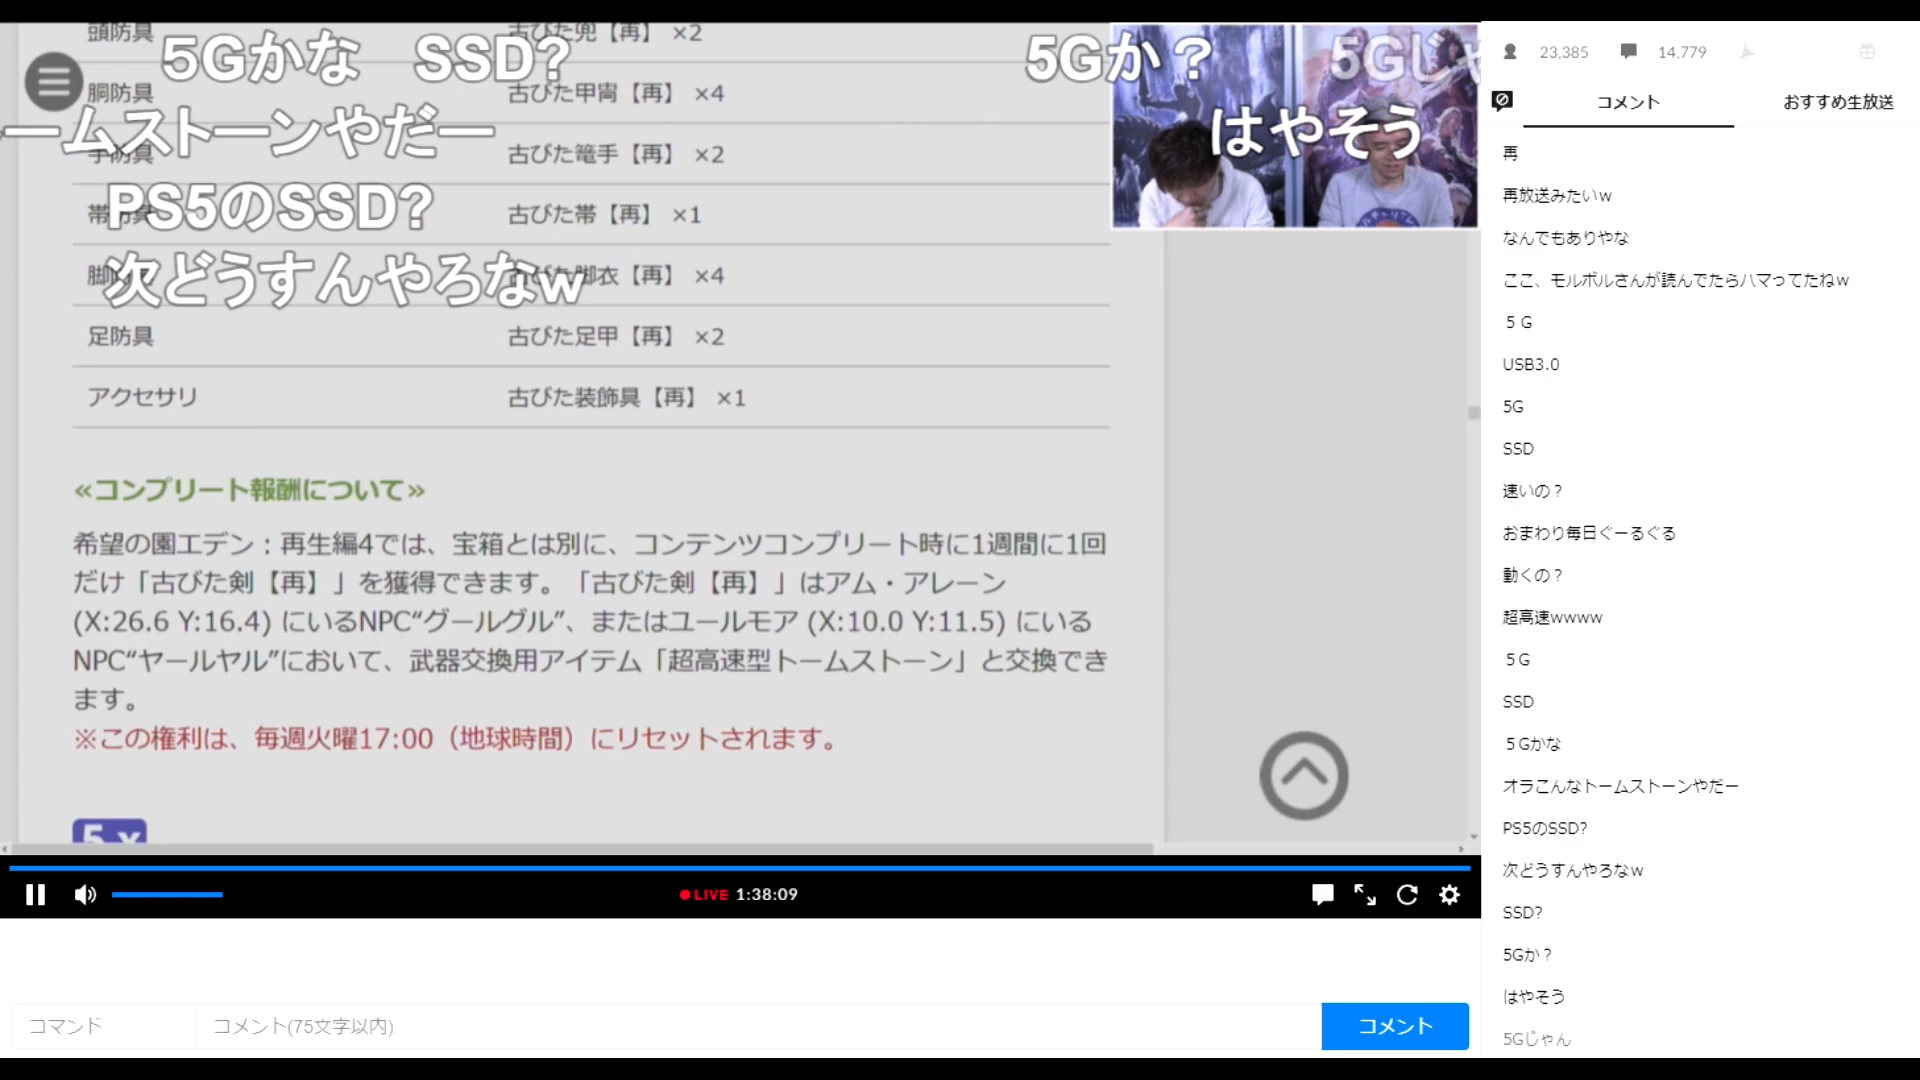 頭防具 古びた兜【再】 ×2
胴防具 古びた甲冑【再】 ×4
手防具 古びた篭手【再】 ×2
帯防具 古びた帯【再】 ×1
脚防具 古びた脚衣【再】 ×4
足防具 古びた足甲【再】 ×2
アクセサリ 古びた装飾具【再】 ×1
5Gかな
SSD?
5Gか？
5Gじゃ
ームストーンやだー
はやそう
PS5のSSD?
次どうすんやろなw
≪コンプリート報酬について≫
希望の園エデン：再生編4では、宝箱とは別に、コンテンツコンプリート時に1週間に1回
だけ「古びた剣【再】」を獲得できます。「古びた剣【再】」はアム・アレーン
(X:26.6 Y:16.4) にいるNPC“グールグル”、またはユールモア (X:10.0 Y:11.5) にいる
NPC“ヤールヤル”において、武器交換用アイテム「超高速型トームストーン」と交換でき
ます。
※この権利は、毎週火曜17:00（地球時間）にリセットされます。
5.x
LIVE 1:38:09
コマンド
コメント(75文字以内)
コメント
23,385 14,779
コメント おすすめ生放送
再
再放送みたいｗ
なんでもありやな
ここ、モルボルさんが読んでたらハマってたねｗ
５G
USB3.0
5G
SSD
速いの？
おまわり毎日ぐーるぐる
動くの？
超高速wwww
５G
SSD
５Gかな
オラこんなトームストーンやだー
PS5のSSD?
次どうすんやろなｗ
SSD?
5Gか？
はやそう
5Gじゃん